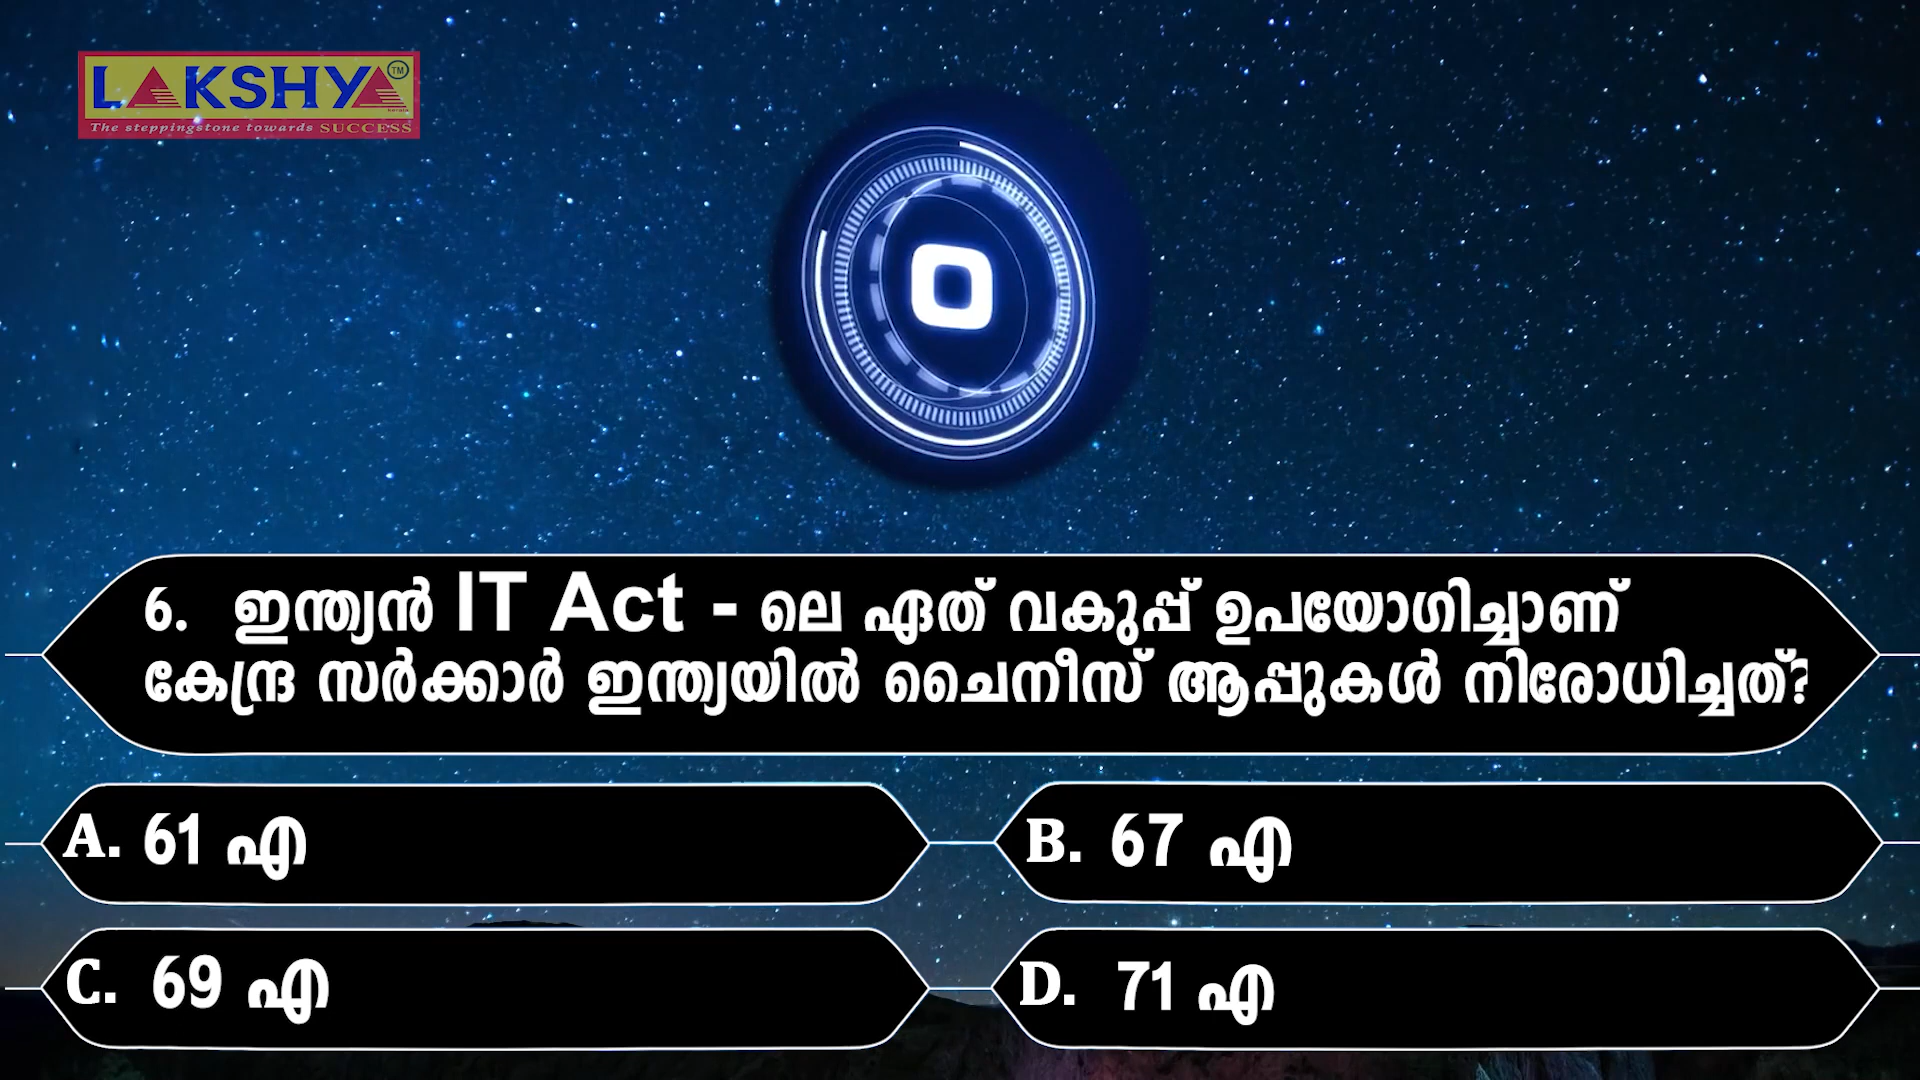 LAKSHYA TM
The steppingstone towards SUCCESS
0
6. ഇന്ത്യൻ IT Act - ലെ ഏത് വകുപ്പ് ഉപയോഗിച്ചാണ്
കേന്ദ്ര സർക്കാർ ഇന്ത്യയിൽ ചൈനീസ് ആപ്പുകൾ നിരോധിച്ചത്?
A. 61 എ
B. 67 എ
C. 69 എ
D. 71 എ